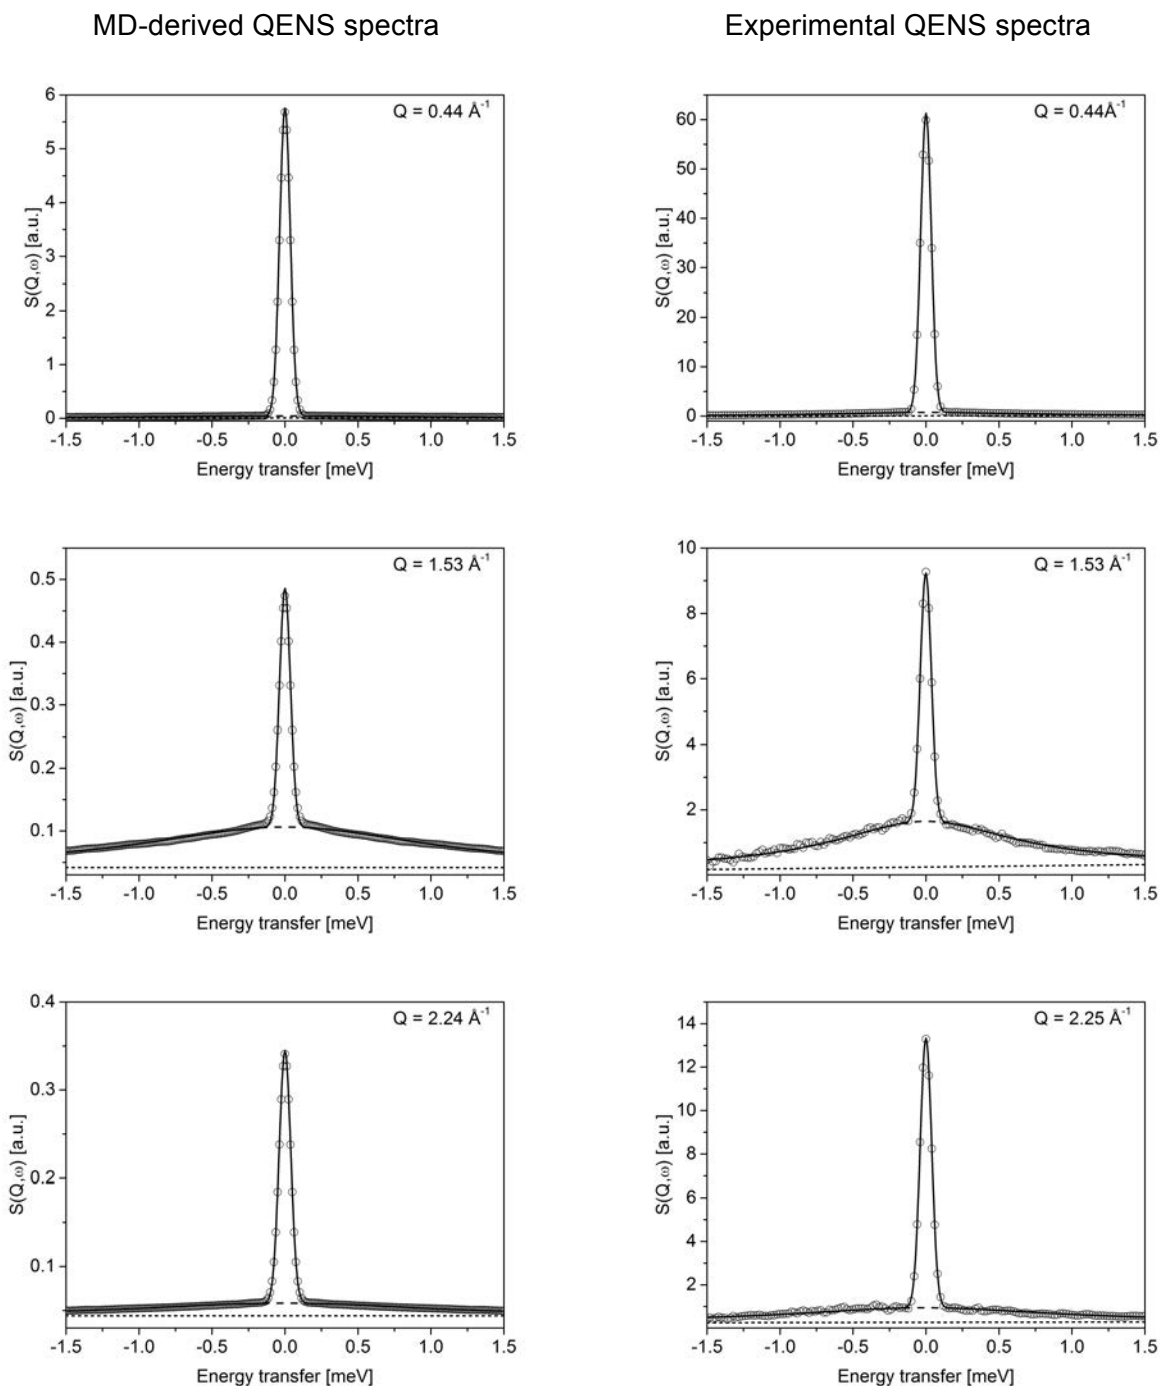 MD-derived QENS spectra
Experimental QENS spectra
Q = 0.44 Å⁻¹
S(Q,ω) [a.u.]
6
5
4
3
2
1
0
-1.5 -1.0 -0.5 0.0 0.5 1.0 1.5
Energy transfer [meV]
Q = 0.44Å⁻¹
S(Q,ω) [a.u.]
60
50
40
30
20
10
0
-1.5 -1.0 -0.5 0.0 0.5 1.0 1.5
Energy transfer [meV]
Q = 1.53 Å⁻¹
S(Q,ω) [a.u.]
0.5
0.4
0.3
0.2
0.1
-1.5 -1.0 -0.5 0.0 0.5 1.0 1.5
Energy transfer [meV]
Q = 1.53 Å⁻¹
S(Q,ω) [a.u.]
10
8
6
4
2
-1.5 -1.0 -0.5 0.0 0.5 1.0 1.5
Energy transfer [meV]
Q = 2.24 Å⁻¹
S(Q,ω) [a.u.]
0.4
0.3
0.2
0.1
-1.5 -1.0 -0.5 0.0 0.5 1.0 1.5
Energy transfer [meV]
Q = 2.25 Å⁻¹
S(Q,ω) [a.u.]
14
12
10
8
6
4
2
-1.5 -1.0 -0.5 0.0 0.5 1.0 1.5
Energy transfer [meV]